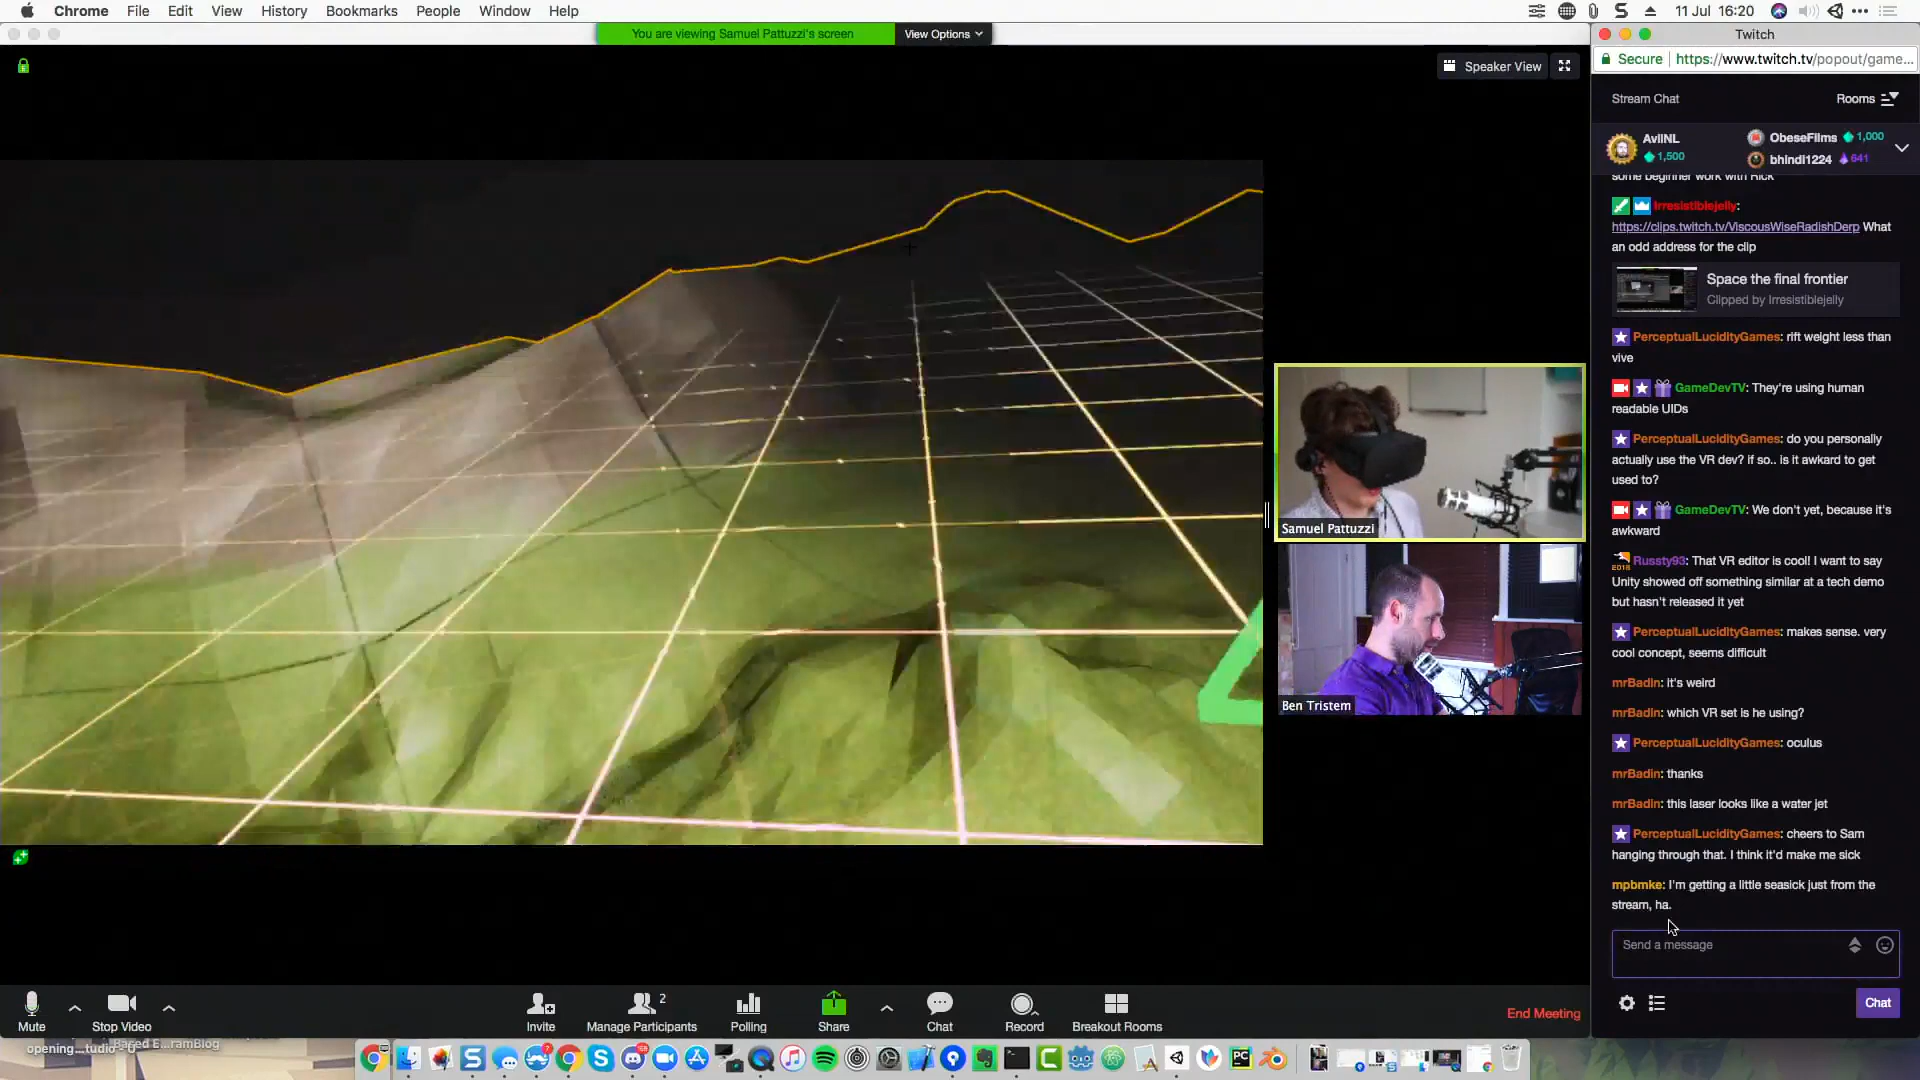 Chrome File Edit View History Bookmarks People Window Help
11 Jul 16:20
You are viewing Samuel Pattuzzi's screen
View Options
Twitch
Secure https://www.twitch.tv/popout/game...
Speaker View
Stream Chat
Rooms
AvilNL
1,500
ObeseFilms 1,000
bhindi1224 641
some beginner work with Rick
Irresistiblejelly:
https://clips.twitch.tv/ViscousWiseRadishDerp What
an odd address for the clip
Space the final frontier
Clipped by Irresistiblejelly
PerceptualLucidityGames: rift weight less than
vive
GameDevTV: They're using human
readable UIDs
PerceptualLucidityGames: do you personally
actually use the VR dev? if so.. is it awkard to get
used to?
GameDevTV: We don't yet, because it's
awkward
Russty93: That VR editor is cool! I want to say
Unity showed off something similar at a tech demo
but hasn't released it yet
PerceptualLucidityGames: makes sense. very
cool concept, seems difficult
mrBadin: it's weird
mrBadin: which VR set is he using?
PerceptualLucidityGames: oculus
mrBadin: thanks
mrBadin: this laser looks like a water jet
PerceptualLucidityGames: cheers to Sam
hanging through that. I think it'd make me sick
mpbmke: I'm getting a little seasick just from the
stream, ha.
Send a message
Chat
Samuel Pattuzzi
Ben Tristem
Mute
Stop Video
Invite
2
Manage Participants
Polling
Share
Chat
Record
Breakout Rooms
End Meeting